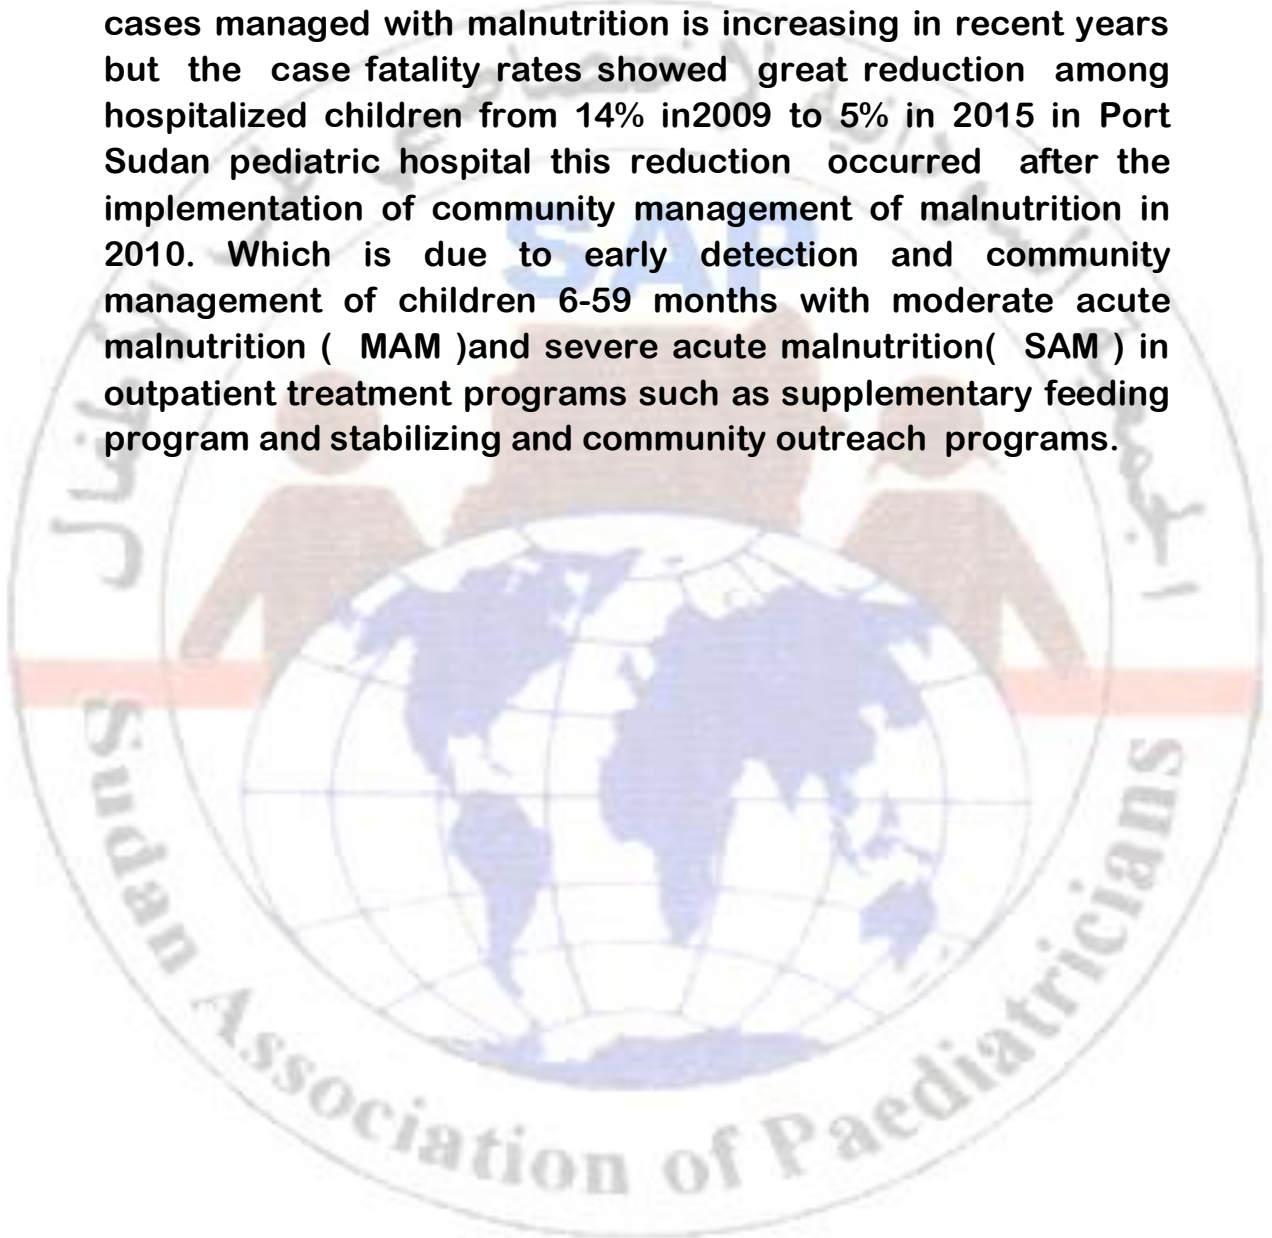 cases managed with malnutrition is increasing in recent years
but the case fatality rates showed great reduction among
hospitalized children from 14% in2009 to 5% in 2015 in Port
Sudan pediatric hospital this reduction occurred after the
implementation of community management of malnutrition in
2010. Which is due to early detection and community
management of children 6-59 months with moderate acute
malnutrition ( MAM )and severe acute malnutrition( SAM ) in
outpatient treatment programs such as supplementary feeding
program and stabilizing and community outreach programs.
SAP
Sudan Association of Paediatricians